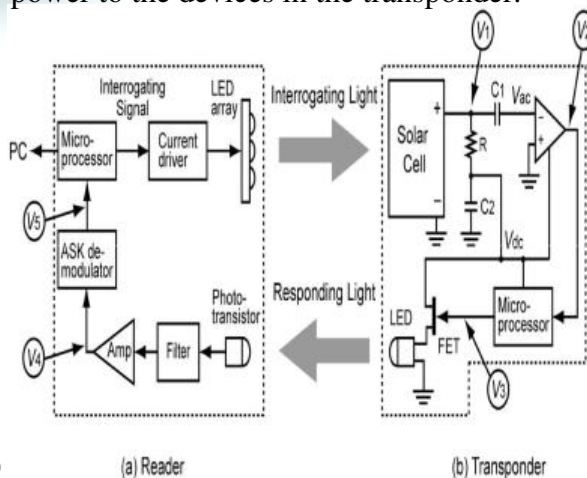 power to the devices in the transponder.
Interrogating
Signal
LED
array
Interrogating Light
PC
Micro-
processor
Current
driver
V5
ASK de-
modulator
Photo-
transistor
V4
Amp
Filter
Responding Light
(a) Reader
V1
V2
C1
Vac
+
−
−
+
Solar
Cell
R
C2
Vdc
LED
FET
Micro-
processor
V3
(b) Transponder